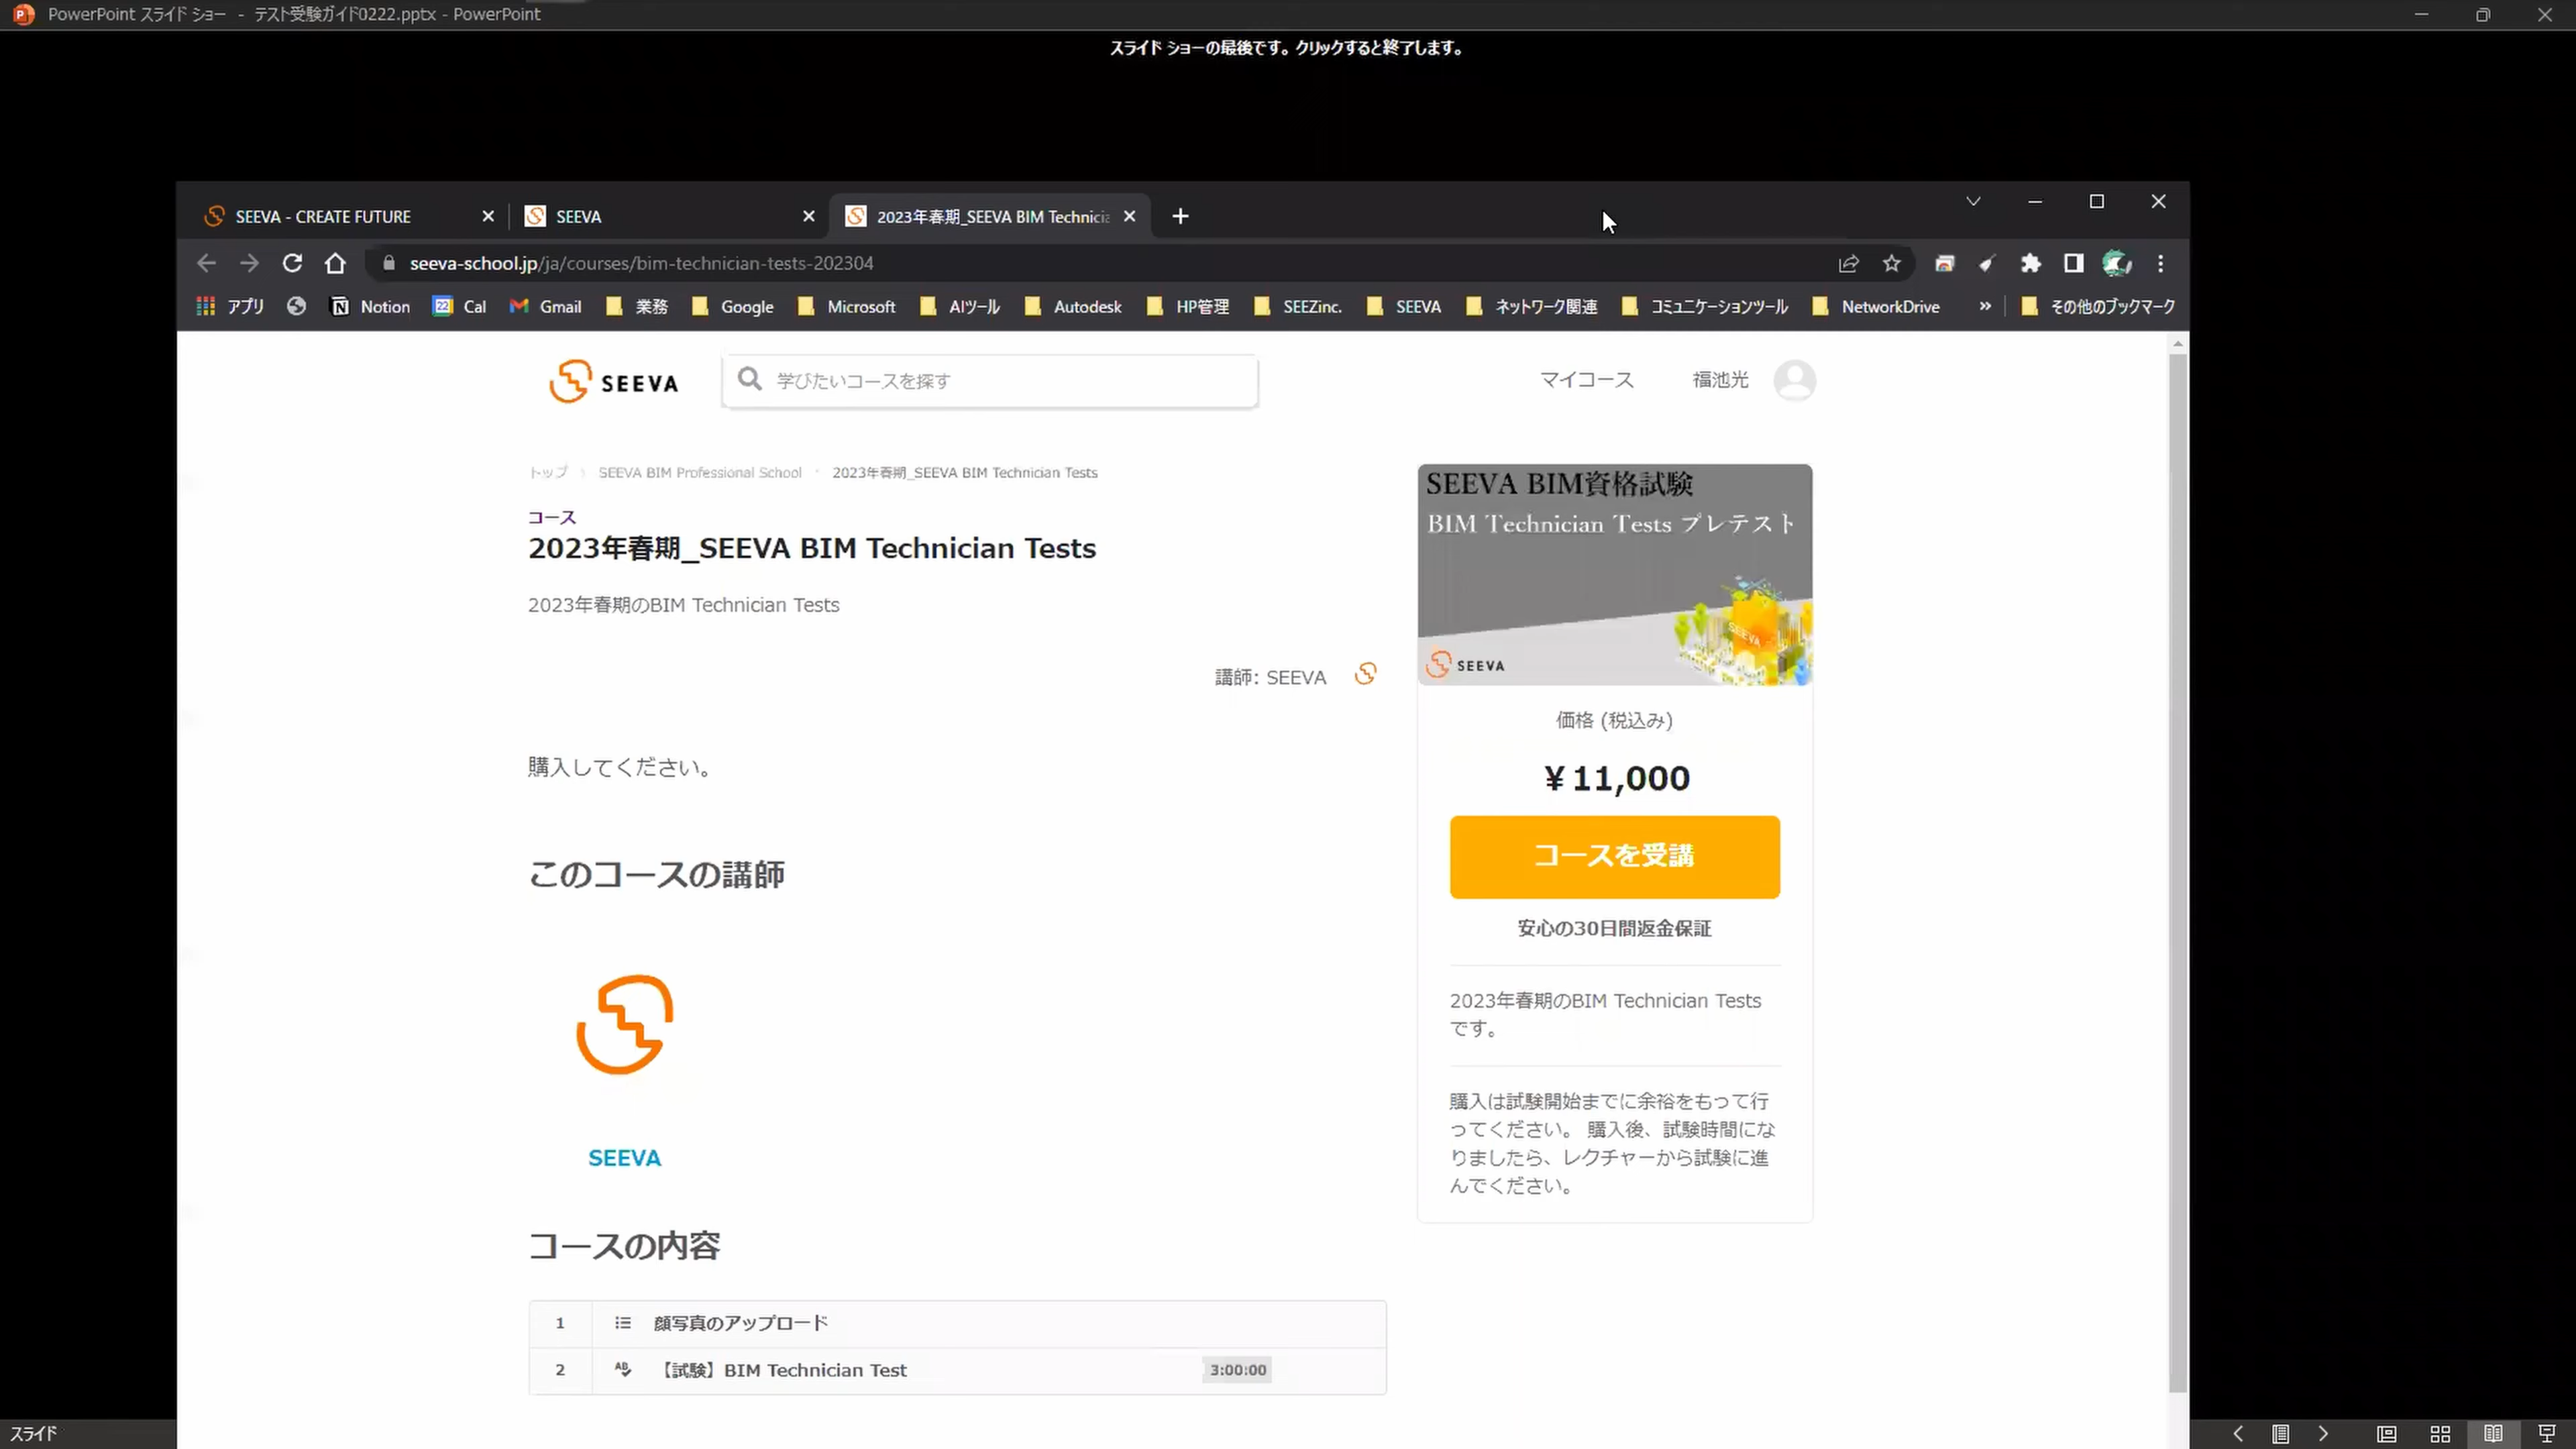 PowerPoint スライド ショー - テスト受験ガイド0222.pptx - PowerPoint
スライド ショーの最後です。クリックすると終了します。
SEEVA - CREATE FUTURE
SEEVA
2023年春期_SEEVA BIM Technicia
seeva-school.jp/ja/courses/bim-technician-tests-202304
アプリ
Notion
22 Cal
Gmail
業務
Google
Microsoft
AIツール
Autodesk
HP管理
SEEZinc.
SEEVA
ネットワーク関連
コミュニケーションツール
NetworkDrive
»
その他のブックマーク
SEEVA
学びたいコースを探す
マイコース
福池光
トップ
SEEVA BIM Professional School
2023年春期_SEEVA BIM Technician Tests
コース
2023年春期_SEEVA BIM Technician Tests
2023年春期のBIM Technician Tests
講師: SEEVA
購入してください。
このコースの講師
SEEVA
コースの内容
1 顔写真のアップロード
2 【試験】BIM Technician Test 3:00:00
SEEVA BIM資格試験
BIM Technician Tests プレテスト
SEEVA
SEEVA
価格 (税込み)
¥11,000
コースを受講
安心の30日間返金保証
2023年春期のBIM Technician Tests
です。
購入は試験開始までに余裕をもって行
ってください。 購入後、試験時間にな
りましたら、レクチャーから試験に進
んでください。
スライド